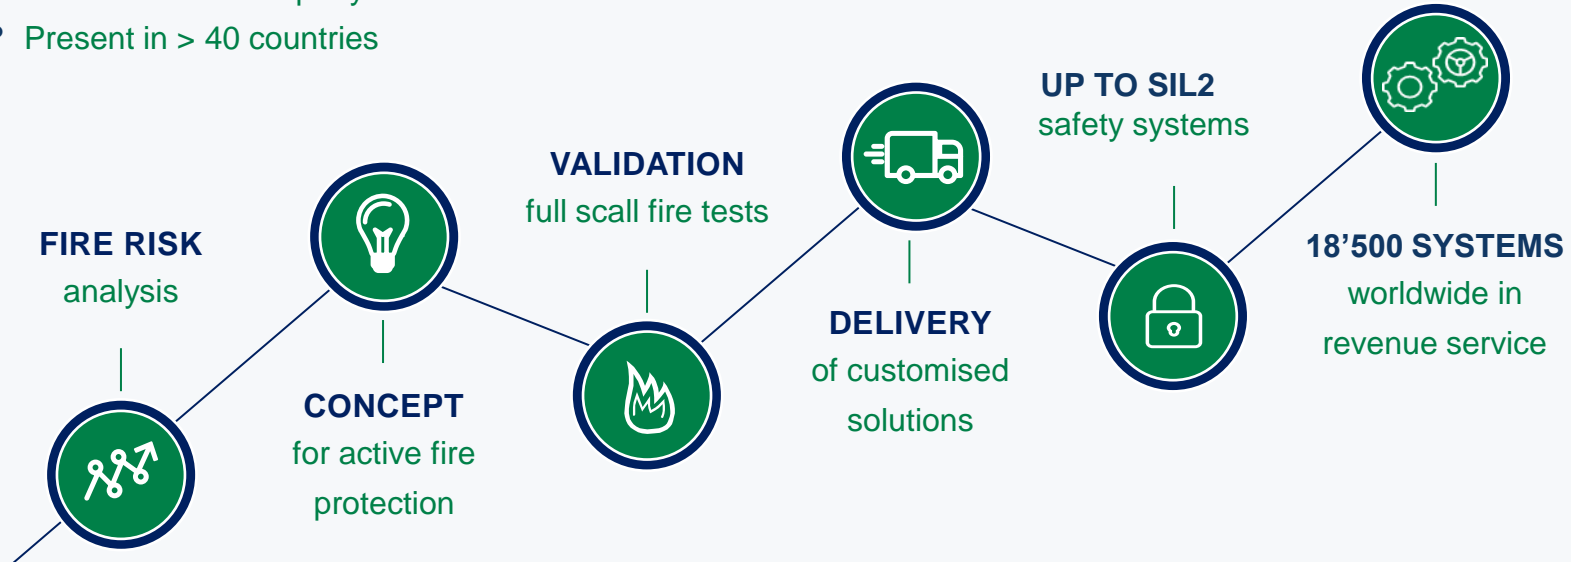 Present in > 40 countries
FIRE RISK
analysis
CONCEPT
for active fire
protection
VALIDATION
full scall fire tests
DELIVERY
of customised
solutions
UP TO SIL2
safety systems
18’500 SYSTEMS
worldwide in
revenue service